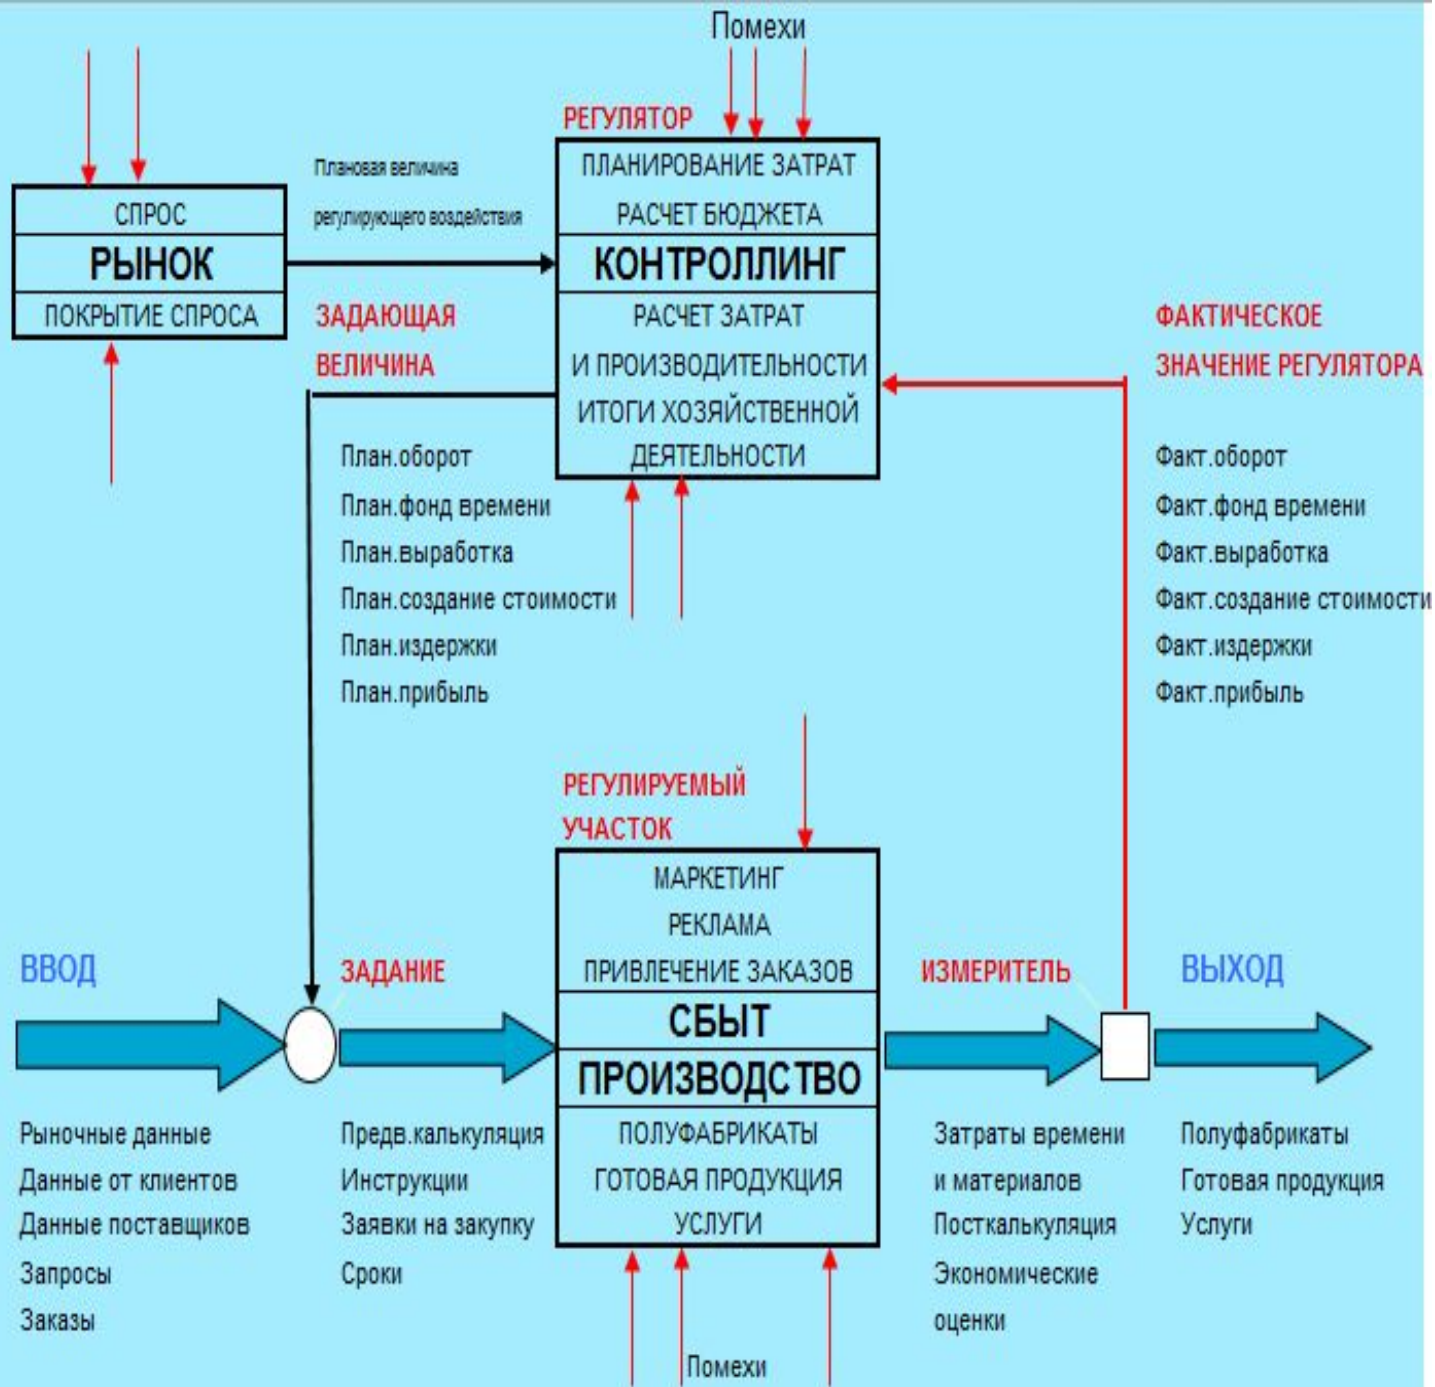 Помехи
РЕГУЛЯТОР
СПРОС
РЫНОК
ПОКРЫТИЕ СПРОСА
Плановая величина
регулирующего воздействия
ПЛАНИРОВАНИЕ ЗАТРАТ
РАСЧЕТ БЮДЖЕТА
КОНТРОЛЛИНГ
РАСЧЕТ ЗАТРАТ
И ПРОИЗВОДИТЕЛЬНОСТИ
ИТОГИ ХОЗЯЙСТВЕННОЙ
ДЕЯТЕЛЬНОСТИ
ЗАДАЮЩАЯ
ВЕЛИЧИНА
План.оборот
План.фонд времени
План.выработка
План.создание стоимости
План.издержки
План.прибыль
ФАКТИЧЕСКОЕ
ЗНАЧЕНИЕ РЕГУЛЯТОРА
Факт.оборот
Факт.фонд времени
Факт.выработка
Факт.создание стоимости
Факт.издержки
Факт.прибыль
РЕГУЛИРУЕМЫЙ
УЧАСТОК
ВВОД
Рыночные данные
Данные от клиентов
Данные поставщиков
Запросы
Заказы
ЗАДАНИЕ
Предв.калькуляция
Инструкции
Заявки на закупку
Сроки
МАРКЕТИНГ
РЕКЛАМА
ПРИВЛЕЧЕНИЕ ЗАКАЗОВ
СБЫТ
ПРОИЗВОДСТВО
ПОЛУФАБРИКАТЫ
ГОТОВАЯ ПРОДУКЦИЯ
УСЛУГИ
ИЗМЕРИТЕЛЬ
Затраты времени
и материалов
Посткалькуляция
Экономические
оценки
ВЫХОД
Полуфабрикаты
Готовая продукция
Услуги
Помехи